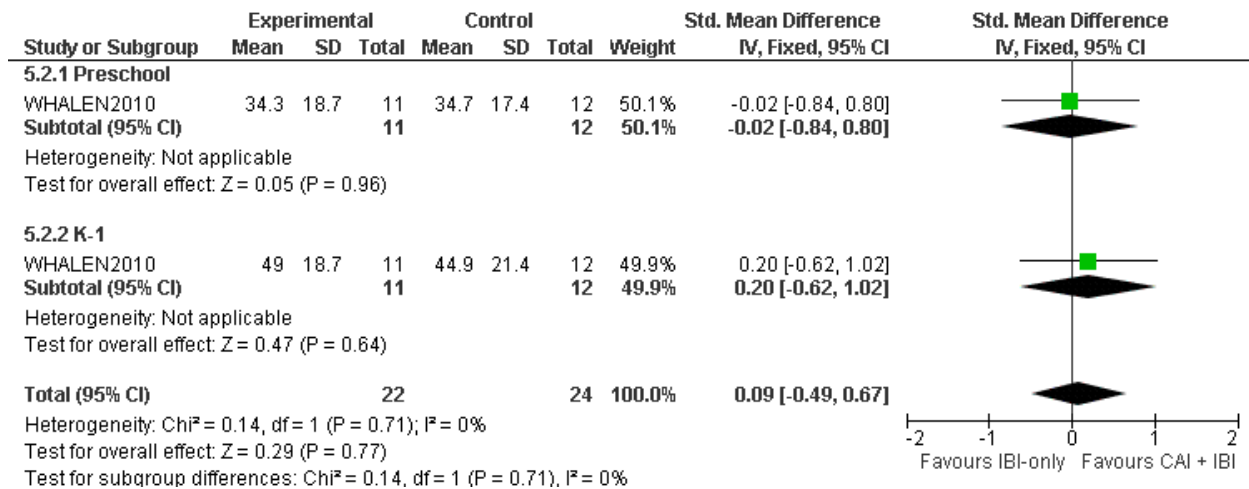 Experimental Control Std. Mean Difference Std. Mean Difference
Study or Subgroup Mean SD Total Mean SD Total Weight IV, Fixed, 95% CI IV, Fixed, 95% CI
5.2.1 Preschool
WHALEN2010 34.3 18.7 11 34.7 17.4 12 50.1% -0.02 [-0.84, 0.80]
Subtotal (95% CI) 11 12 50.1% -0.02 [-0.84, 0.80]
Heterogeneity: Not applicable
Test for overall effect: Z = 0.05 (P = 0.96)
5.2.2 K-1
WHALEN2010 49 18.7 11 44.9 21.4 12 49.9% 0.20 [-0.62, 1.02]
Subtotal (95% CI) 11 12 49.9% 0.20 [-0.62, 1.02]
Heterogeneity: Not applicable
Test for overall effect: Z = 0.47 (P = 0.64)
Total (95% CI) 22 24 100.0% 0.09 [-0.49, 0.67]
Heterogeneity: Chi² = 0.14, df = 1 (P = 0.71); I² = 0%
Test for overall effect: Z = 0.29 (P = 0.77)
Test for subgroup differences: Chi² = 0.14, df = 1 (P = 0.71), I² = 0%
-2 -1 0 1 2
Favours IBI-only Favours CAI + IBI